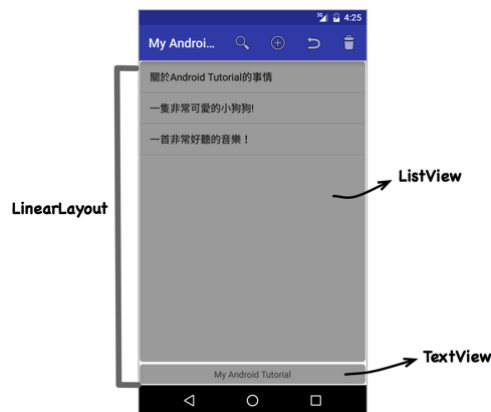 3G 4:25
My Androi...
關於Android Tutorial的事情
一隻非常可愛的小狗狗!
一首非常好聽的音樂！
ListView
LinearLayout
TextView
My Android Tutorial